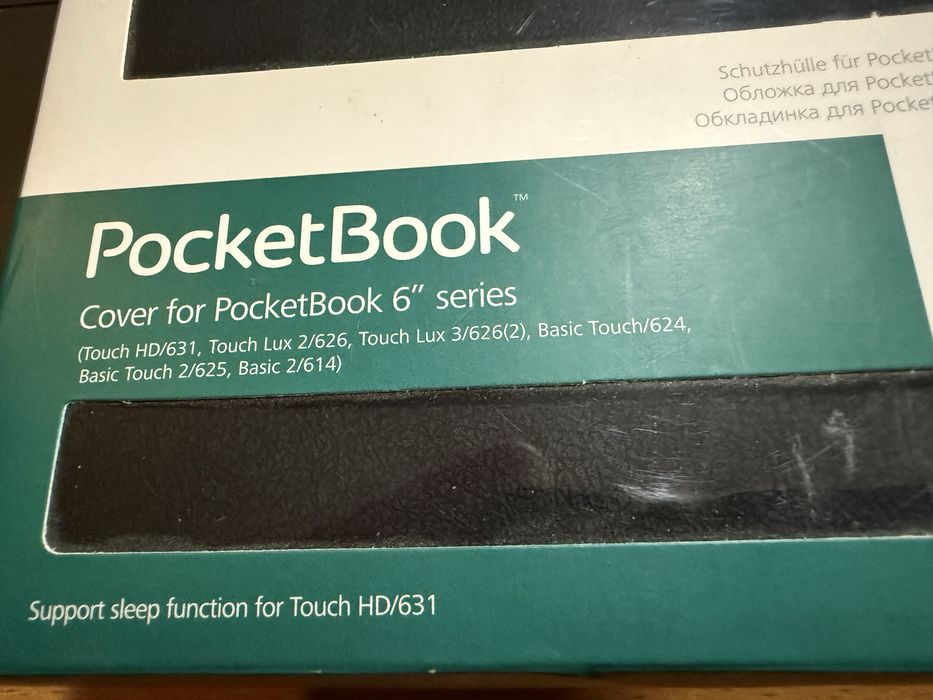 Schutzhülle für Pocket
Обложка для Pocket
Обкладинка для Pocket
PocketBook™
Cover for PocketBook 6” series
(Touch HD/631, Touch Lux 2/626, Touch Lux 3/626(2), Basic Touch/624,
Basic Touch 2/625, Basic 2/614)
Support sleep function for Touch HD/631